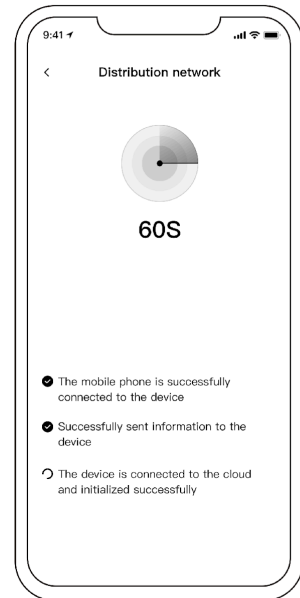 9:41
Distribution network
60S
The mobile phone is successfully
connected to the device
Successfully sent information to the
device
The device is connected to the cloud
and initialized successfully